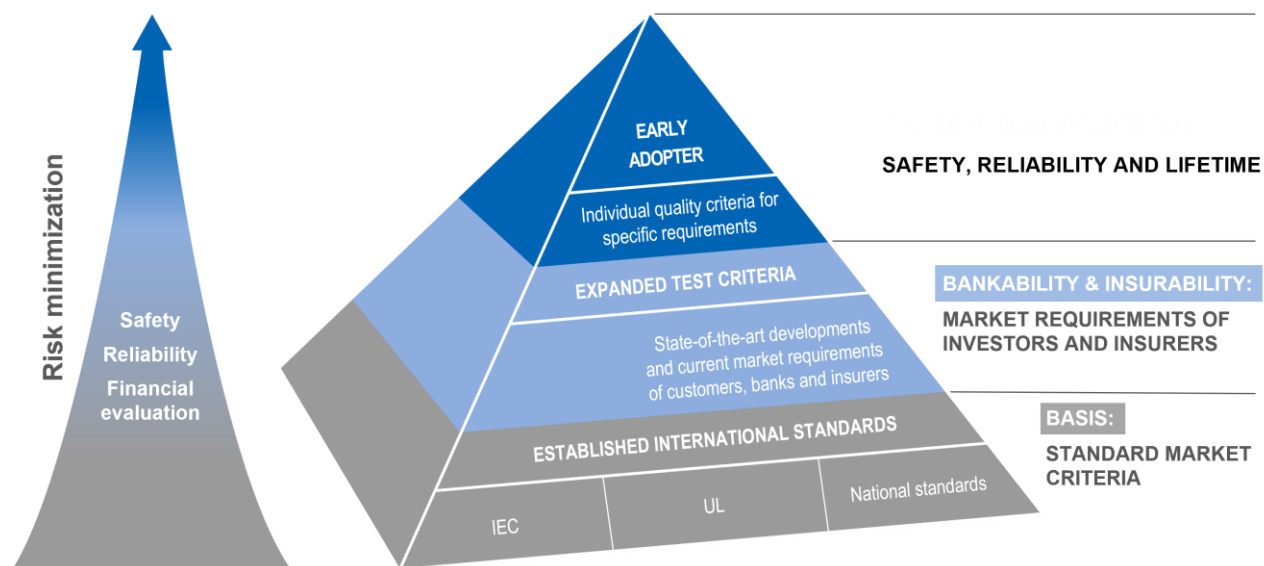 Risk minimization
Safety
Reliability
Financial
evaluation
EARLY
ADOPTER
Individual quality criteria for
specific requirements
EXPANDED TEST CRITERIA
State-of-the-art developments
and current market requirements
of customers, banks and insurers
ESTABLISHED INTERNATIONAL STANDARDS
IEC
UL
National standards
SAFETY, RELIABILITY AND LIFETIME
BANKABILITY & INSURABILITY:
MARKET REQUIREMENTS OF
INVESTORS AND INSURERS
BASIS:
STANDARD MARKET
CRITERIA